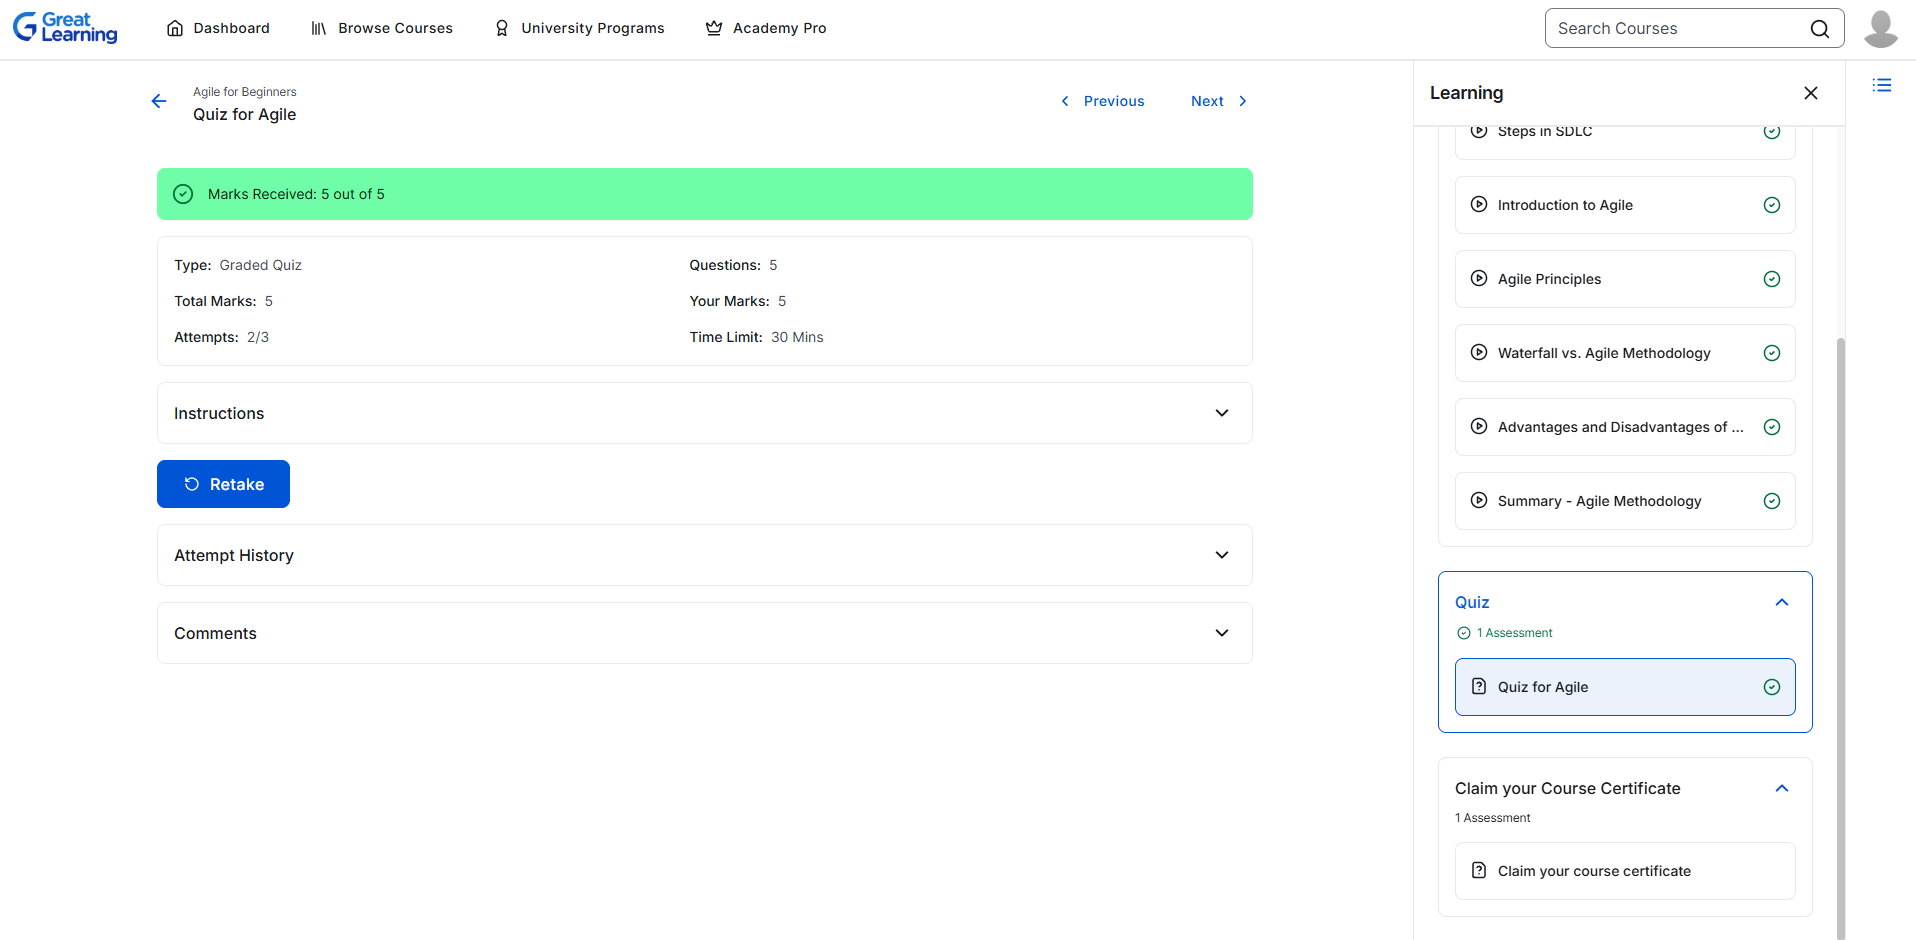 Great Learning
Dashboard
Browse Courses
University Programs
Academy Pro
Search Courses
Agile for Beginners
Quiz for Agile
Previous
Next
Marks Received: 5 out of 5
Type: Graded Quiz
Questions: 5
Total Marks: 5
Your Marks: 5
Attempts: 2/3
Time Limit: 30 Mins
Instructions
Retake
Attempt History
Comments
Learning
Steps in SDLC
Introduction to Agile
Agile Principles
Waterfall vs. Agile Methodology
Advantages and Disadvantages of ...
Summary - Agile Methodology
Quiz
1 Assessment
Quiz for Agile
Claim your Course Certificate
1 Assessment
Claim your course certificate